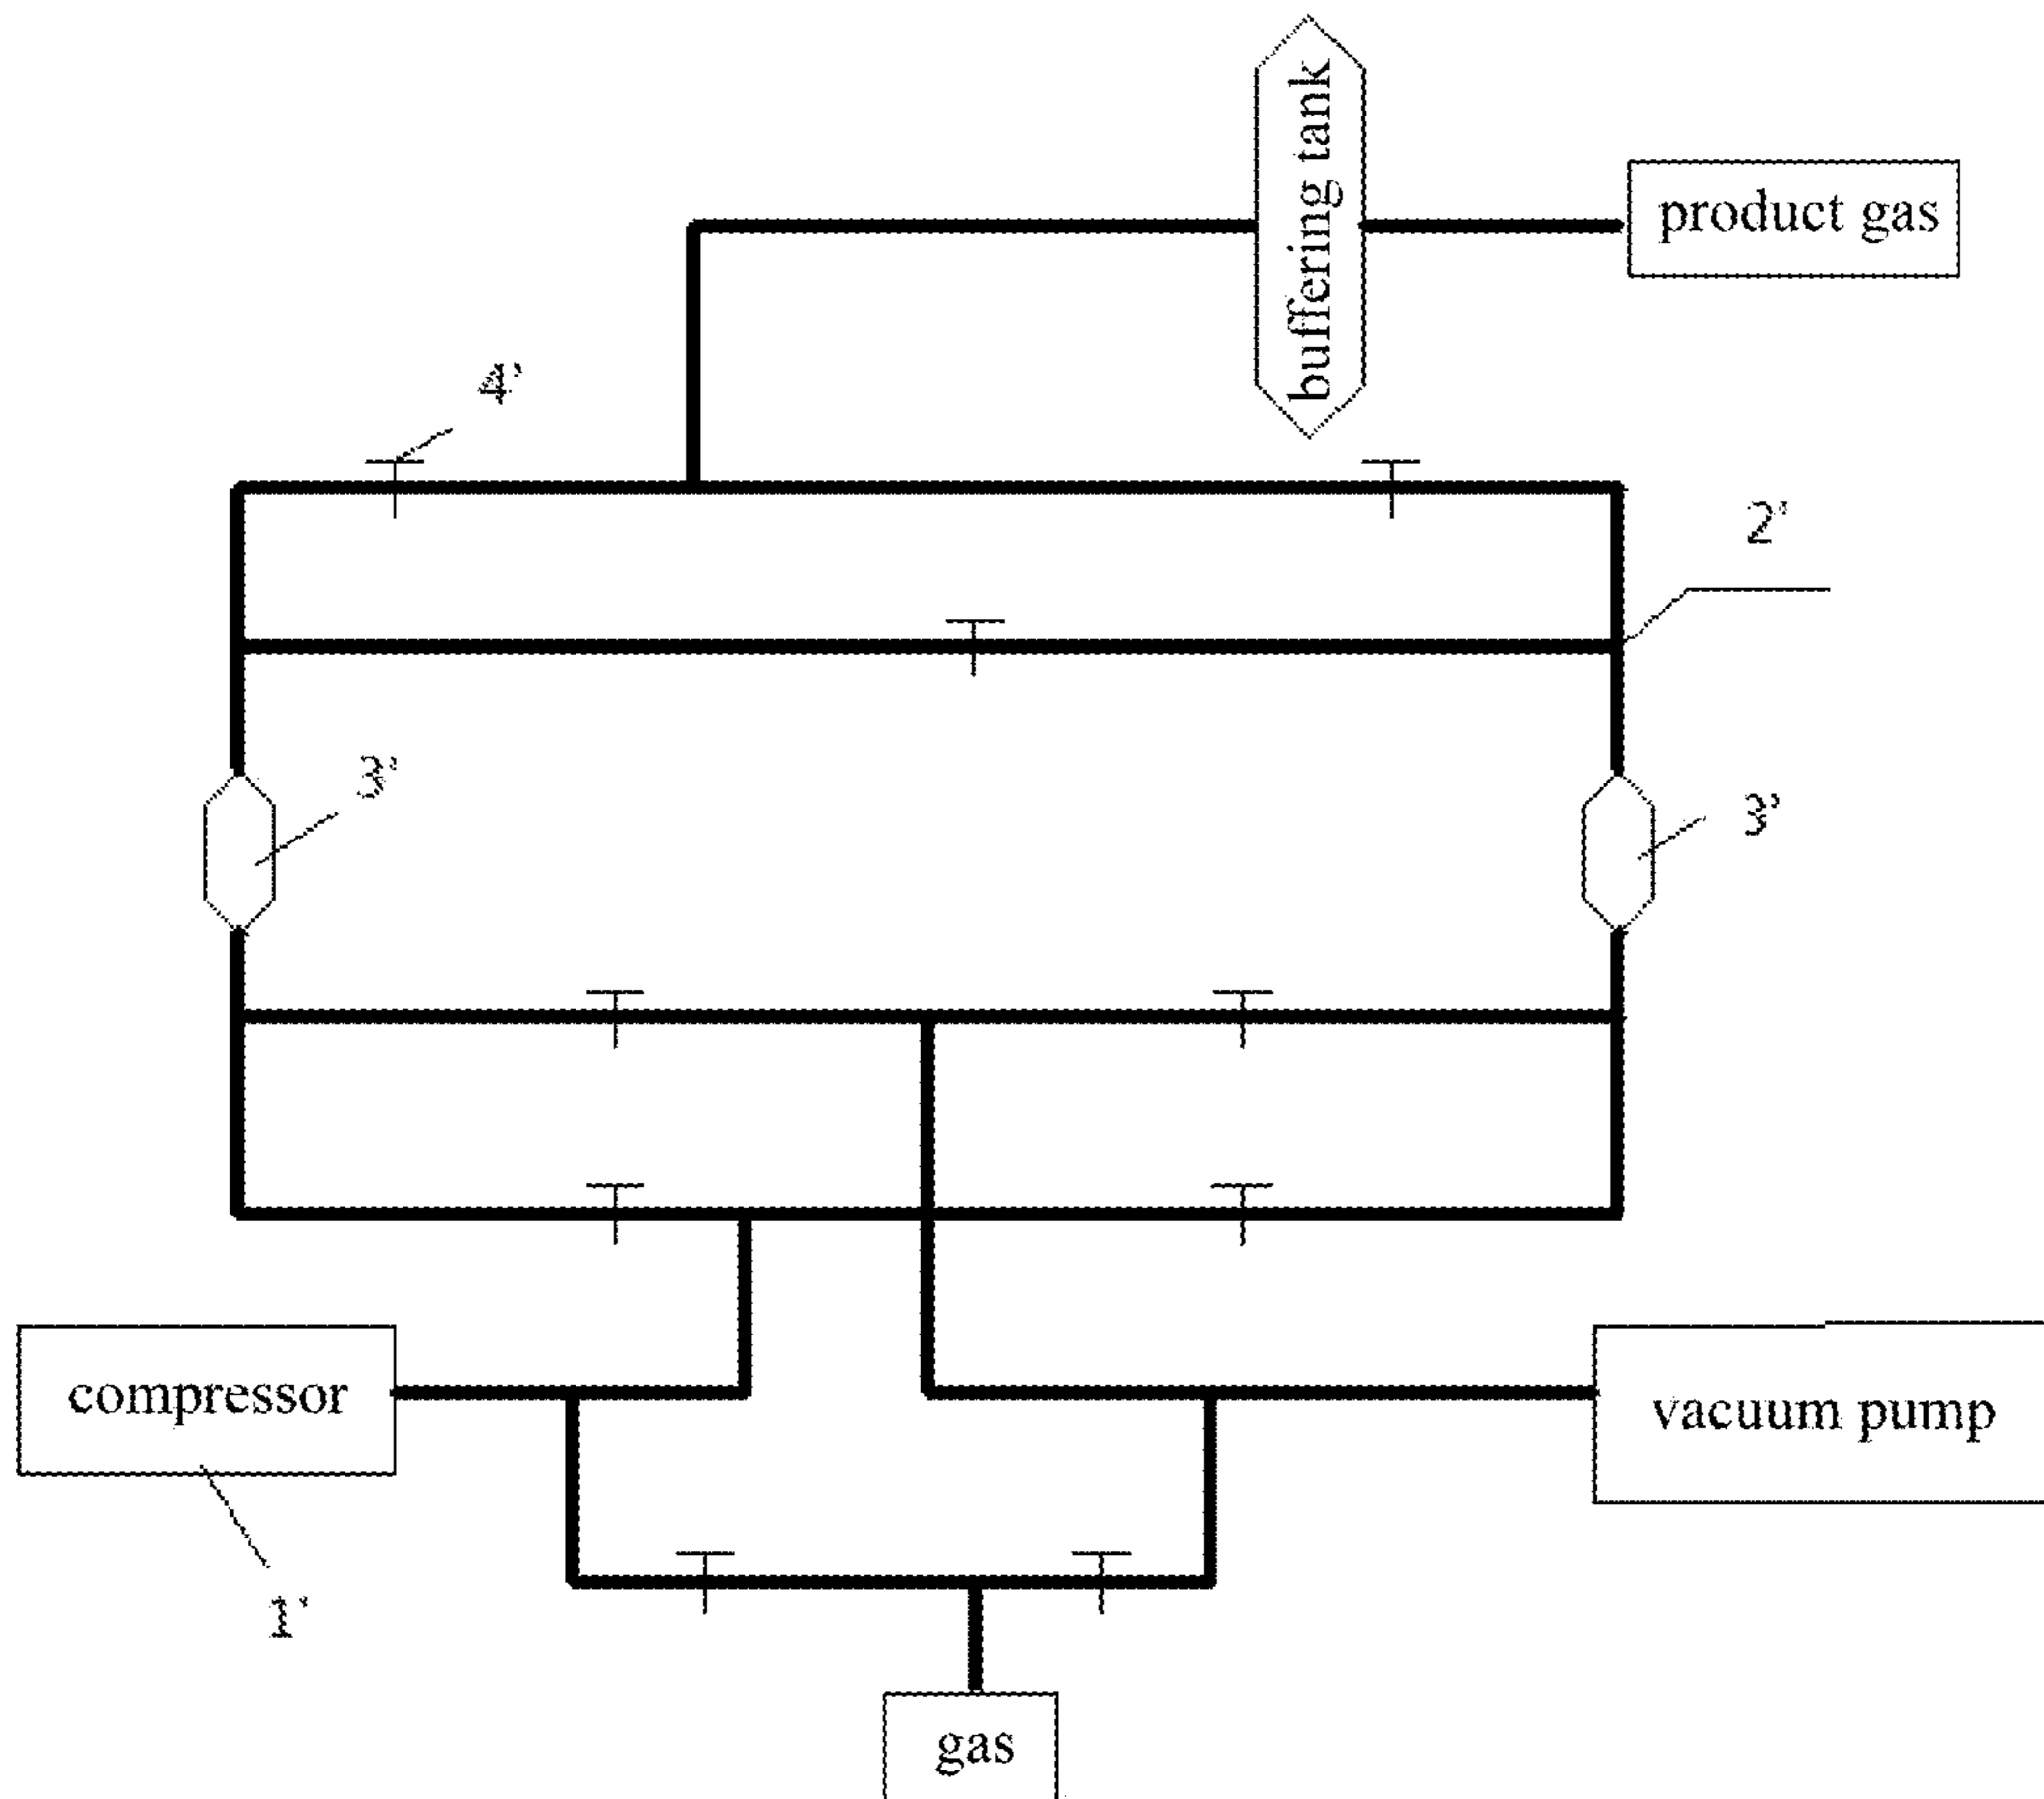 buffering tank
product gas
4'
2'
3'
3'
compressor
vacuum pump
1'
gas